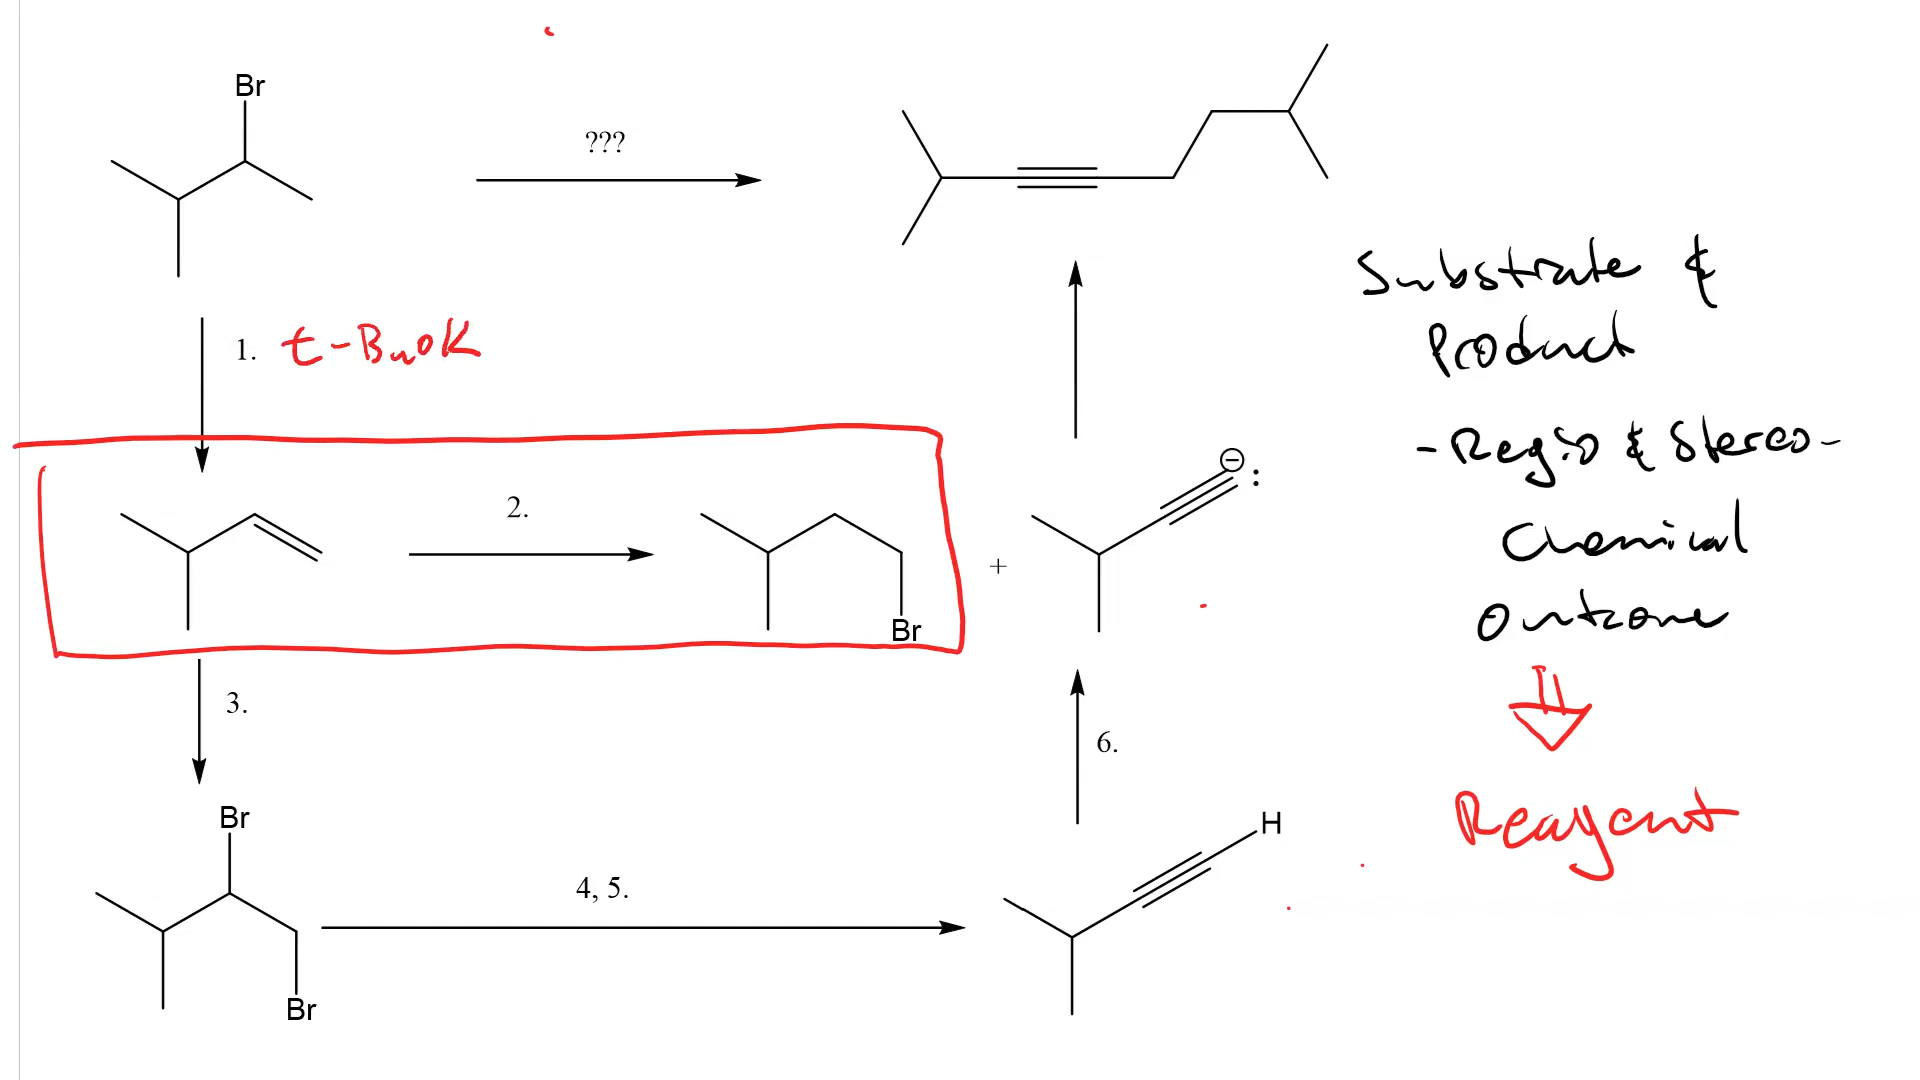 Br
???
Substrate &
Product
1. t-BuOK
- Regio & Stereo-
⊖
:
2.
Chemical
+
Outcome
Br
3.
6.
Reagent
Br
H
4, 5.
Br